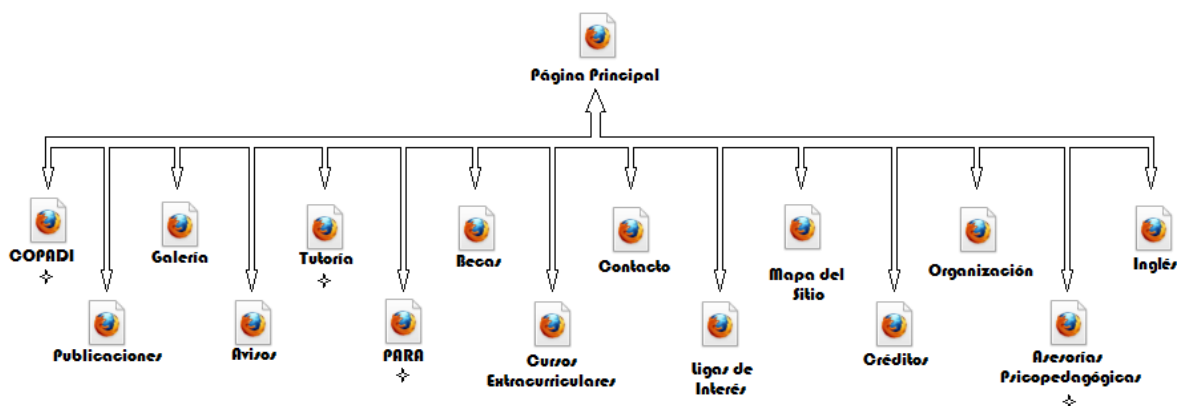 Página Principal
COPADI
Galería
Tutoría
Becas
Contacto
Mapa del
Sitio
Organización
Inglés
Publicaciones
Avisos
PARA
Cursos
Extracurriculares
Ligas de
Interés
Créditos
Asesorías
Psicopedagógicas